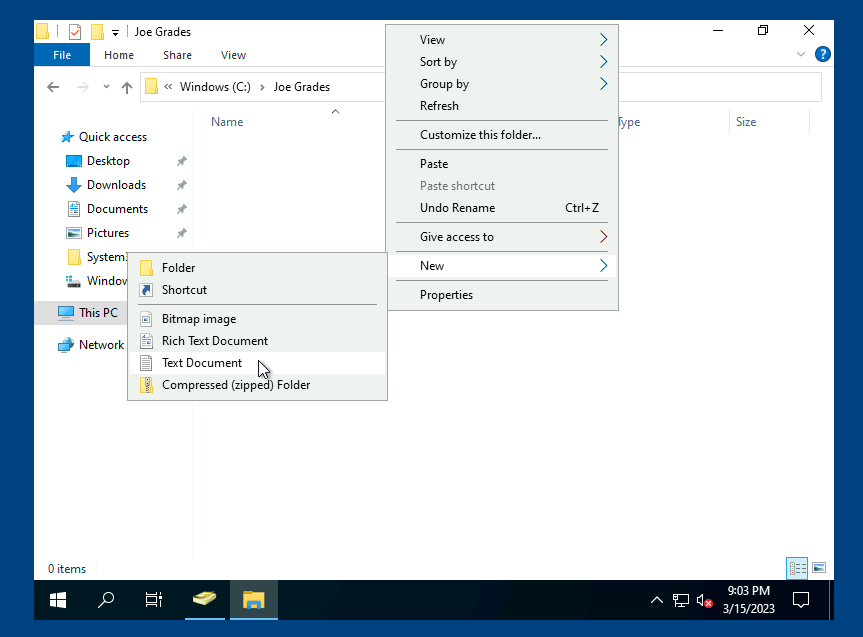 Joe Grades
File Home Share View
« Windows (C:) > Joe Grades
Name Type Size
Quick access
Desktop
Downloads
Documents
Pictures
This PC
Network
View
Sort by
Group by
Refresh
Customize this folder...
Paste
Paste shortcut
Undo Rename Ctrl+Z
Give access to
New
Properties
Folder
Shortcut
Bitmap image
Rich Text Document
Text Document
Compressed (zipped) Folder
0 items
9:03 PM
3/15/2023